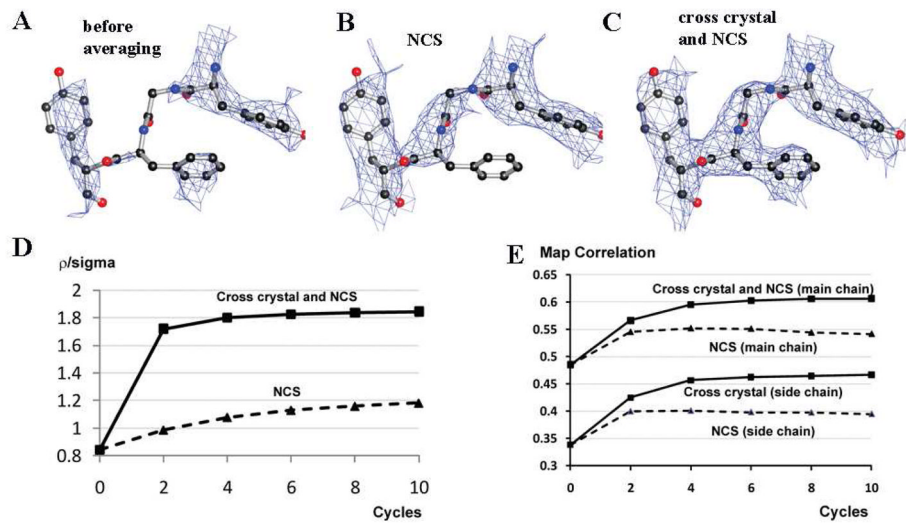 A
before
averaging
B
NCS
C
cross crystal
and NCS
D
ρ/sigma
2
1.8
1.6
1.4
1.2
1
0.8
Cross crystal and NCS
NCS
0 2 4 6 8 10
Cycles
E
Map Correlation
0.65
0.6
0.55
0.5
0.45
0.4
0.35
0.3
Cross crystal and NCS (main chain)
NCS (main chain)
Cross crystal (side chain)
NCS (side chain)
0 2 4 6 8 10
Cycles